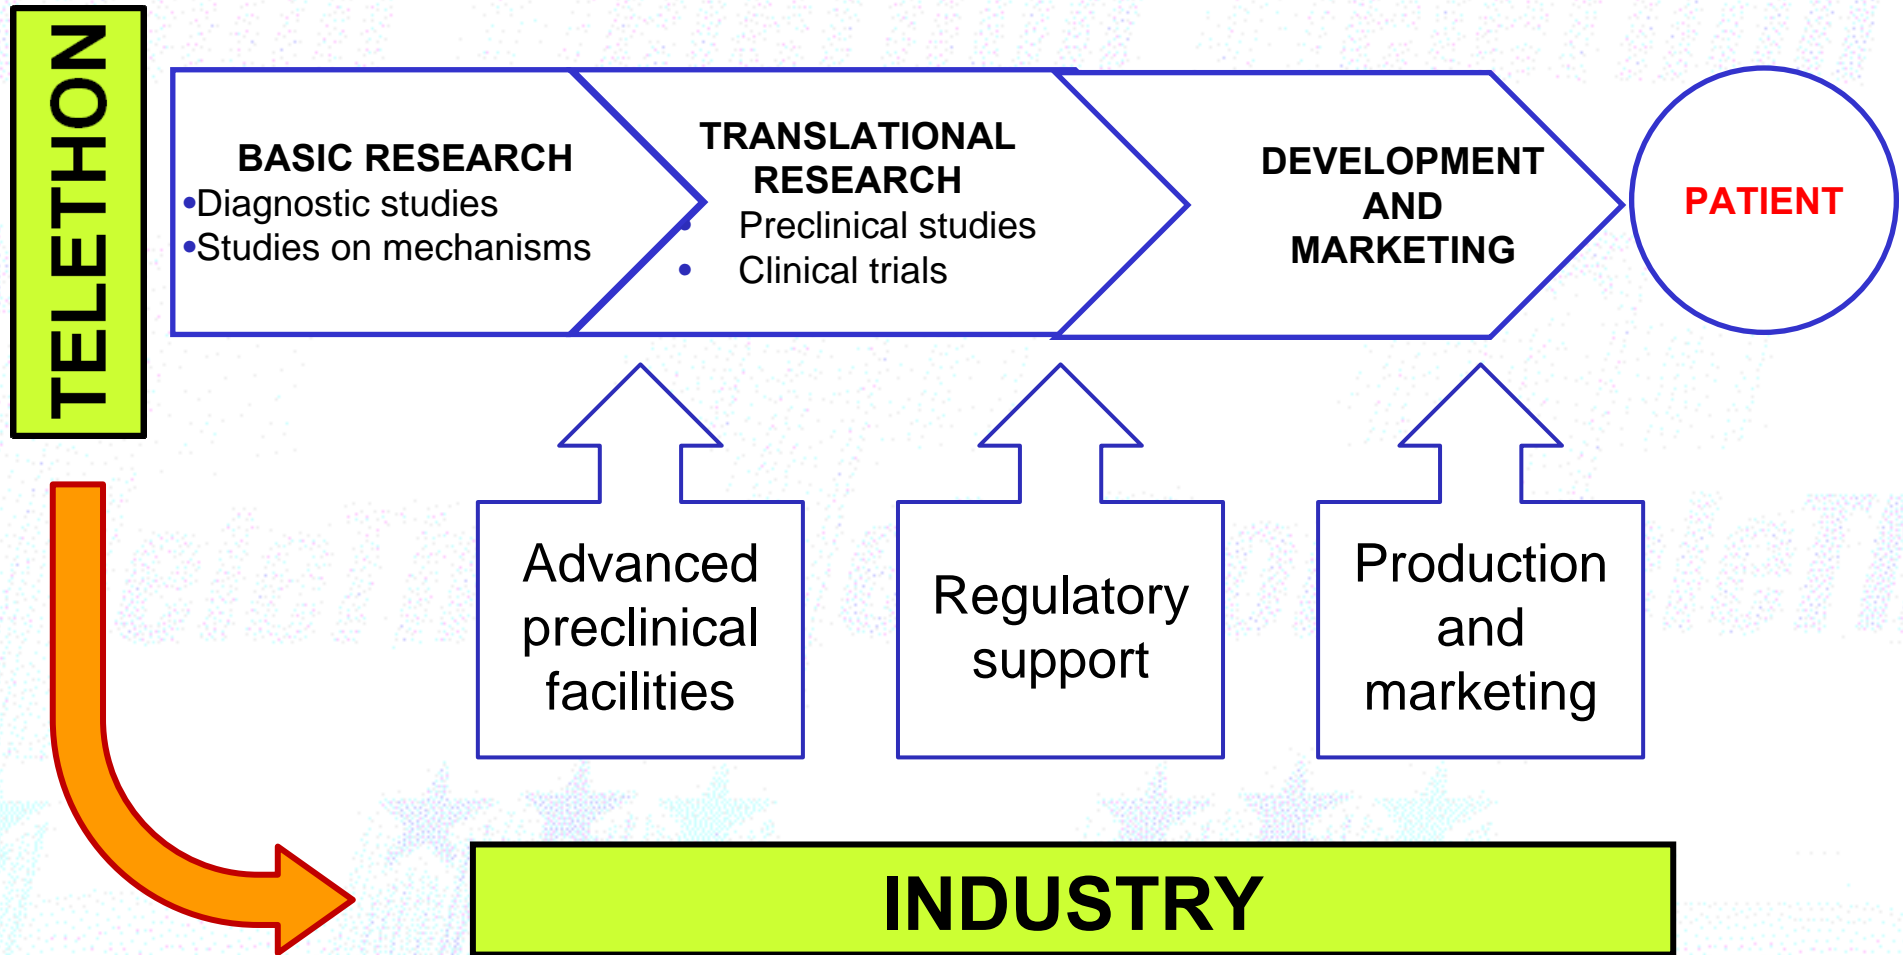 TELETHON
BASIC RESEARCH
•Diagnostic studies
•Studies on mechanisms
TRANSLATIONAL
RESEARCH
• Preclinical studies
• Clinical trials
DEVELOPMENT
AND
MARKETING
PATIENT
Advanced
preclinical
facilities
Regulatory
support
Production
and
marketing
INDUSTRY